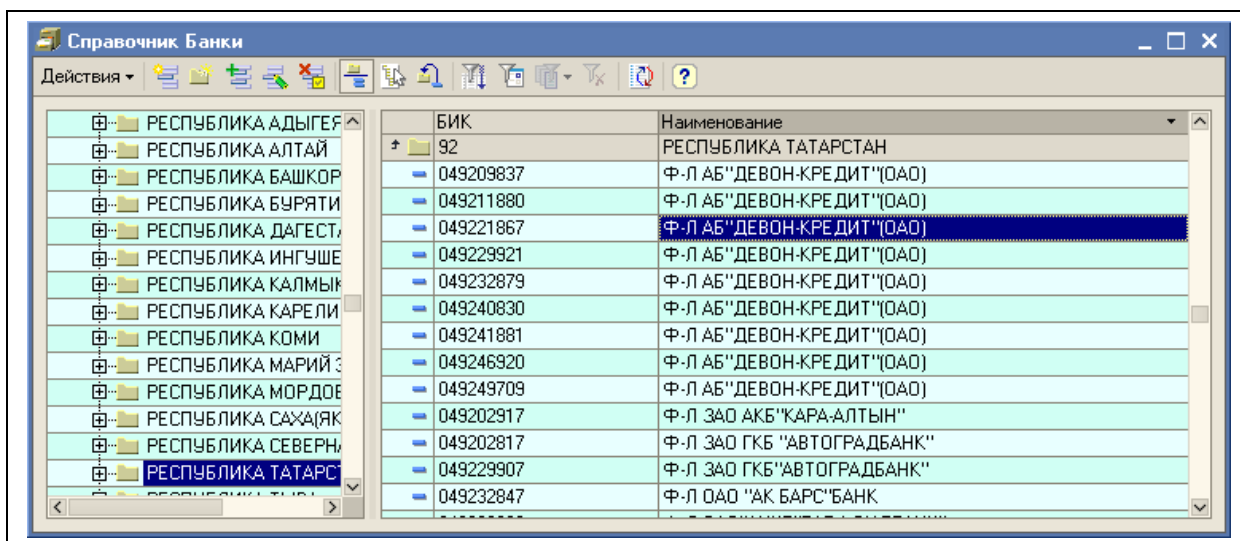 Справочник Банки
Действия
РЕСПУБЛИКА АДЫГЕЯ
РЕСПУБЛИКА АЛТАЙ
РЕСПУБЛИКА БАШКОР
РЕСПУБЛИКА БУРЯТИ
РЕСПУБЛИКА ДАГЕСТ
РЕСПУБЛИКА ИНГУШЕ
РЕСПУБЛИКА КАЛМЫК
РЕСПУБЛИКА КАРЕЛИ
РЕСПУБЛИКА КОМИ
РЕСПУБЛИКА МАРИЙ Э
РЕСПУБЛИКА МОРДОВ
РЕСПУБЛИКА САХА(ЯК
РЕСПУБЛИКА СЕВЕРН
РЕСПУБЛИКА ТАТАРСТ
БИК Наименование
92 РЕСПУБЛИКА ТАТАРСТАН
049209837 Ф-Л АБ"ДЕВОН-КРЕДИТ"(ОАО)
049211880 Ф-Л АБ"ДЕВОН-КРЕДИТ"(ОАО)
049221867 Ф-Л АБ"ДЕВОН-КРЕДИТ"(ОАО)
049229921 Ф-Л АБ"ДЕВОН-КРЕДИТ"(ОАО)
049232879 Ф-Л АБ"ДЕВОН-КРЕДИТ"(ОАО)
049240830 Ф-Л АБ"ДЕВОН-КРЕДИТ"(ОАО)
049241881 Ф-Л АБ"ДЕВОН-КРЕДИТ"(ОАО)
049246920 Ф-Л АБ"ДЕВОН-КРЕДИТ"(ОАО)
049249709 Ф-Л АБ"ДЕВОН-КРЕДИТ"(ОАО)
049202917 Ф-Л ЗАО АКБ"КАРА-АЛТЫН"
049202817 Ф-Л ЗАО ГКБ "АВТОГРАДБАНК"
049229907 Ф-Л ЗАО ГКБ"АВТОГРАДБАНК"
049232847 Ф-Л ОАО "АК БАРС"БАНК